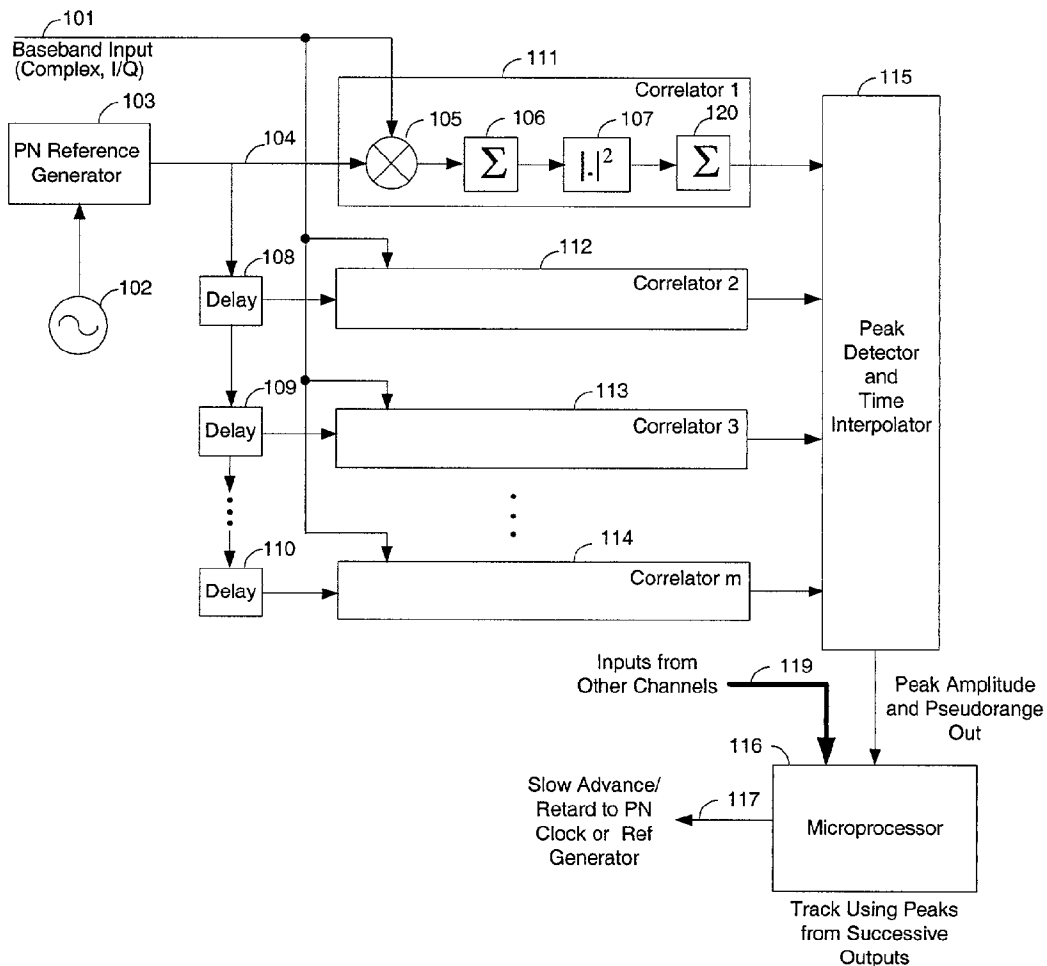 101
Baseband Input
(Complex, I/Q)
103
PN Reference
Generator
104
102
111
Correlator 1
105
106
Σ
107
|.|²
120
Σ
115
108
Delay
112
Correlator 2
109
Delay
113
Correlator 3
110
Delay
114
Correlator m
Peak
Detector
and
Time
Interpolator
Inputs from
Other Channels
119
Peak Amplitude
and Pseudorange
Out
116
Slow Advance/
Retard to PN
Clock or Ref
Generator
117
Microprocessor
Track Using Peaks
from Successive
Outputs